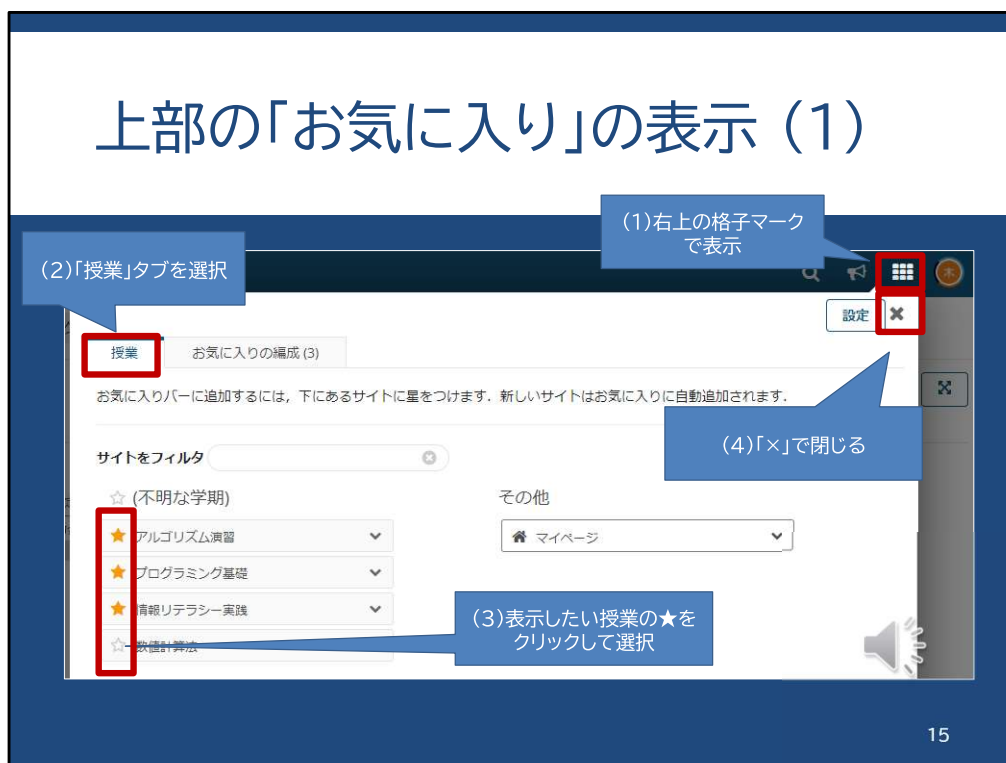 上部の「お気に入り」の表示 (1)
(1)右上の格子マーク
で表示
(2)「授業」タブを選択
木
設定
授業
お気に入りの編成 (3)
お気に入りバーに追加するには，下にあるサイトに星をつけます．新しいサイトはお気に入りに自動追加されます．
(4)「×」で閉じる
サイトをフィルタ
(不明な学期)
その他
アルゴリズム演習
マイページ
プログラミング基礎
情報リテラシー実践
(3)表示したい授業の★を
クリックして選択
数値計算法
15